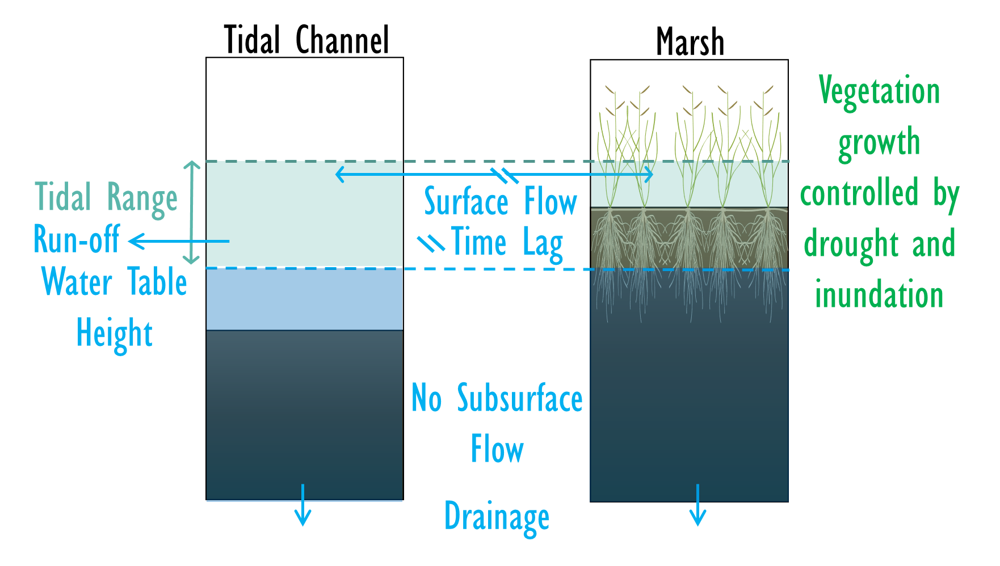 Tidal Channel
Marsh
Tidal Range
Run-off
Water Table
Height
Surface Flow
Time Lag
No Subsurface
Flow
Drainage
Vegetation
growth
controlled by
drought and
inundation